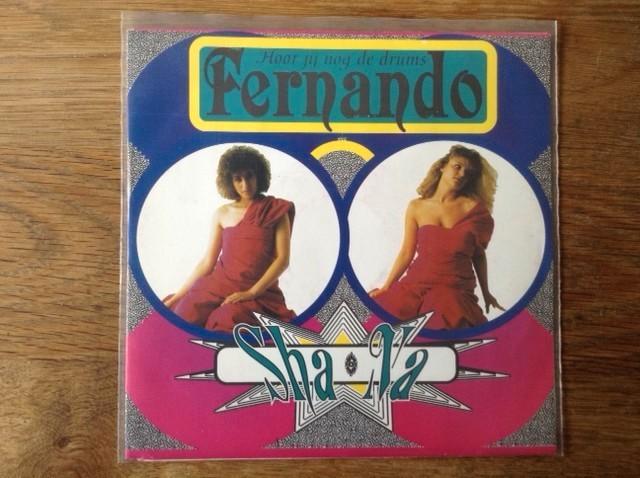 Hoor jij nog de drums
Fernando
Sha Na